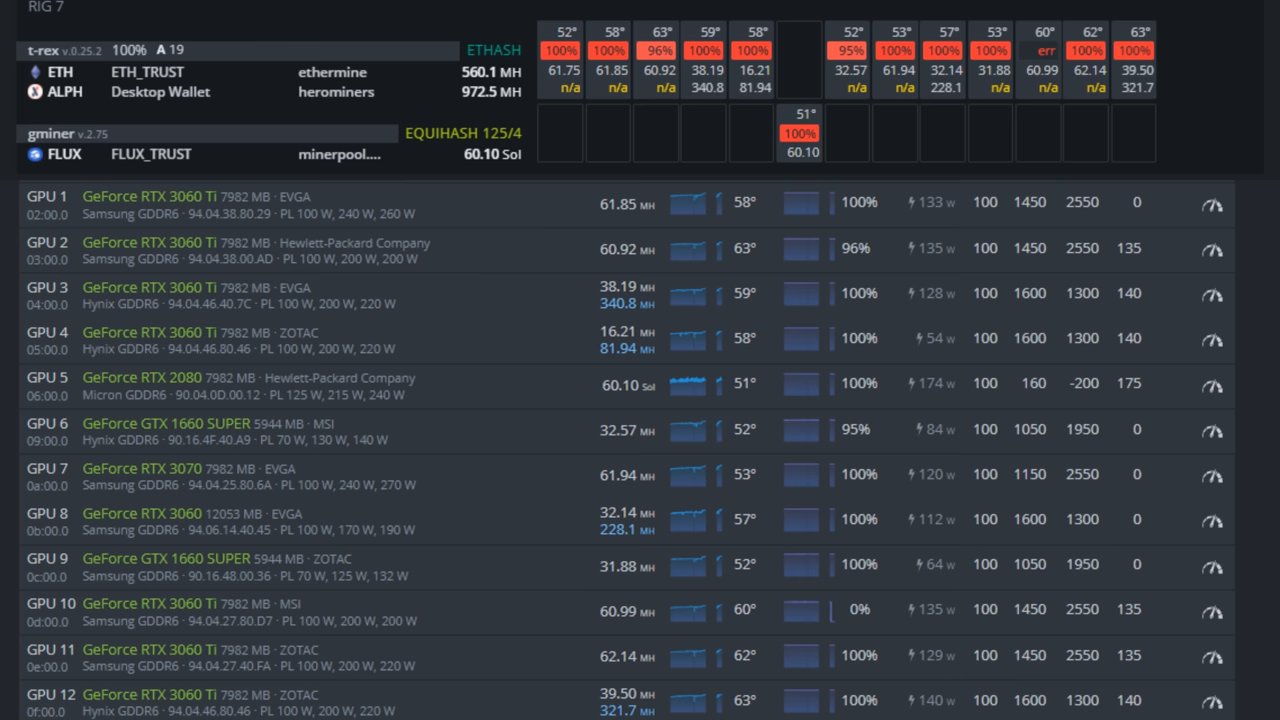 RIG 7
52° 58° 63° 59° 58° 52° 53° 57° 53° 60° 62° 63°
t-rex v.0.25.2 100% A 19 ETHASH 100% 100% 96% 100% 100% 95% 100% 100% 100% err 100% 100%
ETH ETH_TRUST ethermine 560.1 MH 61.75 61.85 60.92 38.19 16.21 32.57 61.94 32.14 31.88 60.99 62.14 39.50
ALPH Desktop Wallet herominers 972.5 MH n/a n/a n/a 340.8 81.94 n/a n/a 228.1 n/a n/a n/a 321.7
51°
gminer v.2.75 EQUIHASH 125/4 100%
FLUX FLUX_TRUST minerpool.... 60.10 Sol 60.10
GPU 1 GeForce RTX 3060 Ti 7982 MB · EVGA 61.85 MH 58° 100% 133 w 100 1450 2550 0
02:00.0 Samsung GDDR6 · 94.04.38.80.29 · PL 100 W, 240 W, 260 W
GPU 2 GeForce RTX 3060 Ti 7982 MB · Hewlett-Packard Company 60.92 MH 63° 96% 135 w 100 1450 2550 135
03:00.0 Samsung GDDR6 · 94.04.38.00.AD · PL 100 W, 200 W, 200 W
GPU 3 GeForce RTX 3060 Ti 7982 MB · EVGA 38.19 MH 59° 100% 128 w 100 1600 1300 140
04:00.0 Hynix GDDR6 · 94.04.46.40.7C · PL 100 W, 200 W, 220 W 340.8 MH
GPU 4 GeForce RTX 3060 Ti 7982 MB · ZOTAC 16.21 MH 58° 100% 54 w 100 1600 1300 140
05:00.0 Hynix GDDR6 · 94.04.46.80.46 · PL 100 W, 200 W, 220 W 81.94 MH
GPU 5 GeForce RTX 2080 7982 MB · Hewlett-Packard Company 60.10 Sol 51° 100% 174 w 100 160 -200 175
06:00.0 Micron GDDR6 · 90.04.0D.00.12 · PL 125 W, 215 W, 240 W
GPU 6 GeForce GTX 1660 SUPER 5944 MB · MSI 32.57 MH 52° 95% 84 w 100 1050 1950 0
09:00.0 Hynix GDDR6 · 90.16.4F.40.A9 · PL 70 W, 130 W, 140 W
GPU 7 GeForce RTX 3070 7982 MB · EVGA 61.94 MH 53° 100% 120 w 100 1150 2550 0
0a:00.0 Samsung GDDR6 · 94.04.25.80.6A · PL 100 W, 240 W, 270 W
GPU 8 GeForce RTX 3060 12053 MB · EVGA 32.14 MH 57° 100% 112 w 100 1600 1300 0
0b:00.0 Samsung GDDR6 · 94.06.14.40.45 · PL 100 W, 170 W, 190 W 228.1 MH
GPU 9 GeForce GTX 1660 SUPER 5944 MB · ZOTAC 31.88 MH 52° 100% 64 w 100 1050 1950 0
0c:00.0 Samsung GDDR6 · 90.16.48.00.36 · PL 70 W, 125 W, 132 W
GPU 10 GeForce RTX 3060 Ti 7982 MB · MSI 60.99 MH 60° 0% 135 w 100 1450 2550 135
0d:00.0 Samsung GDDR6 · 94.04.27.80.D7 · PL 100 W, 200 W, 200 W
GPU 11 GeForce RTX 3060 Ti 7982 MB · ZOTAC 62.14 MH 62° 100% 129 w 100 1450 2550 135
0e:00.0 Samsung GDDR6 · 94.04.27.40.FA · PL 100 W, 200 W, 220 W
GPU 12 GeForce RTX 3060 Ti 7982 MB · ZOTAC 39.50 MH 63° 100% 140 w 100 1600 1300 140
0f:00.0 Hynix GDDR6 · 94.04.46.80.46 · PL 100 W, 200 W, 220 W 321.7 MH